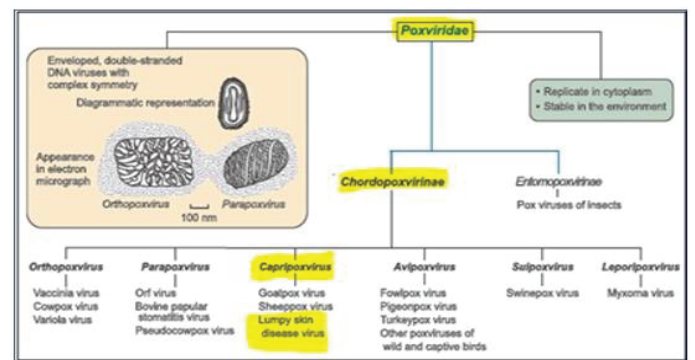 Poxviridae
Enveloped, double-stranded
DNA viruses with
complex symmetry
Diagrammatic representation
Appearance
in electron
micrograph
Orthopoxvirus
Parapoxvirus
100 nm
• Replicate in cytoplasm
• Stable in the environment
Chordopoxvirinae
Entomopoxvirinae
Pox viruses of insects
Orthopoxvirus
Vaccinia virus
Cowpox virus
Variola virus
Parapoxvirus
Orf virus
Bovine papular
stomatitis virus
Pseudocowpox virus
Capripoxvirus
Goatpox virus
Sheeppox virus
Lumpy skin
disease virus
Avipoxvirus
Fowlpox virus
Pigeonpox virus
Turkeypox virus
Other poxviruses of
wild and captive birds
Suipoxvirus
Swinepox virus
Leporipoxvirus
Myxoma virus